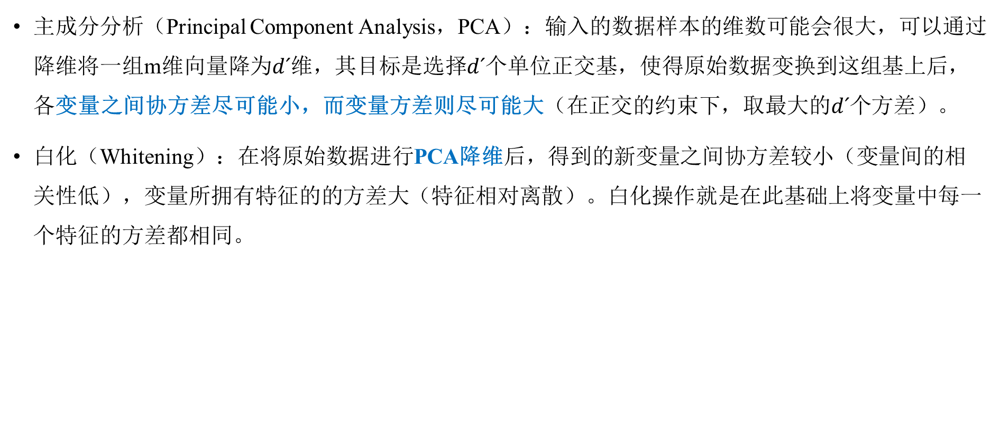 • 主成分分析（Principal Component Analysis，PCA）：输入的数据样本的维数可能会很大，可以通过
降维将一组m维向量降为d´维，其目标是选择d´个单位正交基，使得原始数据变换到这组基上后，
各变量之间协方差尽可能小，而变量方差则尽可能大（在正交的约束下，取最大的d´个方差）。
• 白化（Whitening）：在将原始数据进行PCA降维后，得到的新变量之间协方差较小（变量间的相
关性低），变量所拥有特征的的方差大（特征相对离散）。白化操作就是在此基础上将变量中每一
个特征的方差都相同。